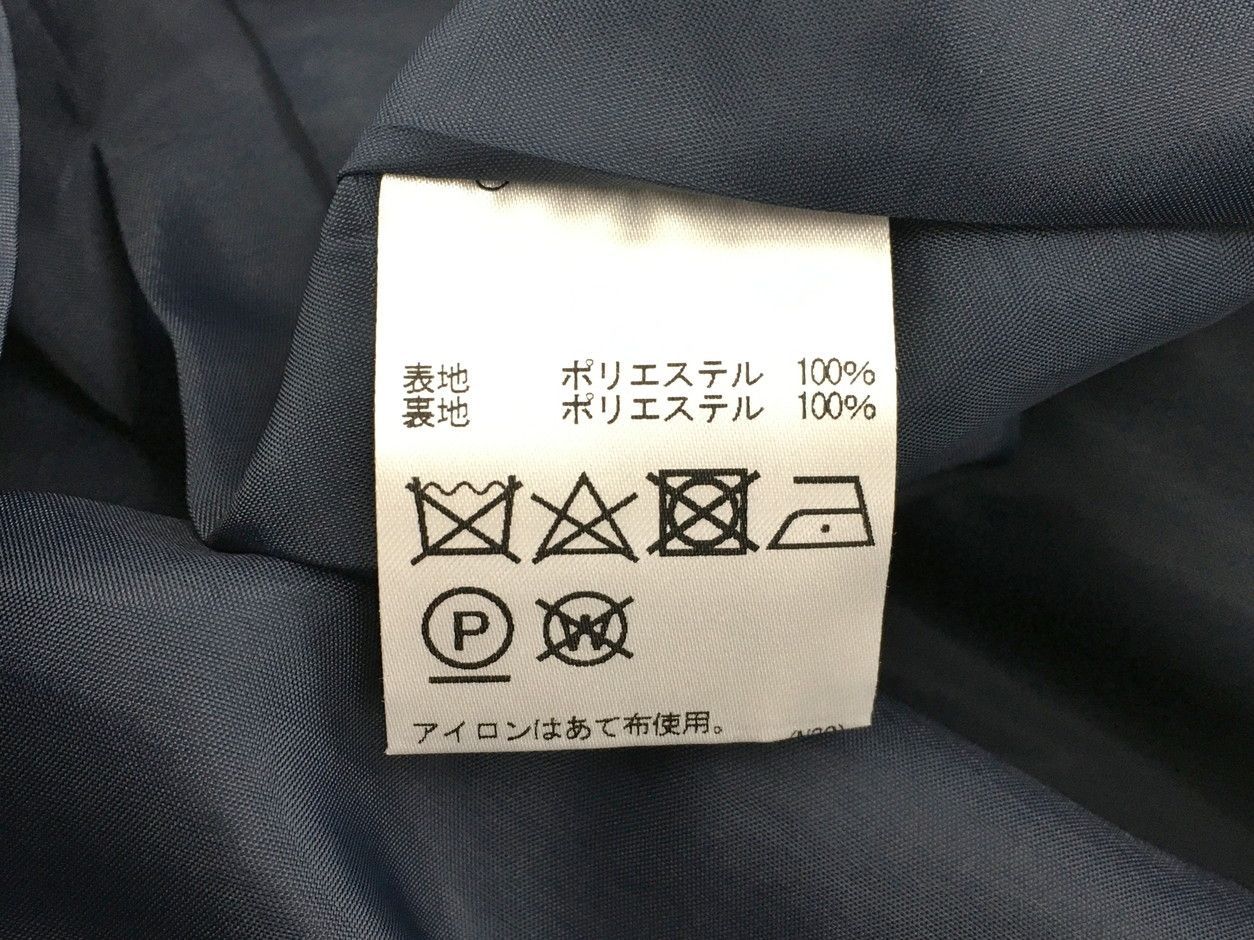 表地 ポリエステル 100%
裏地 ポリエステル 100%
P
W
アイロンはあて布使用。